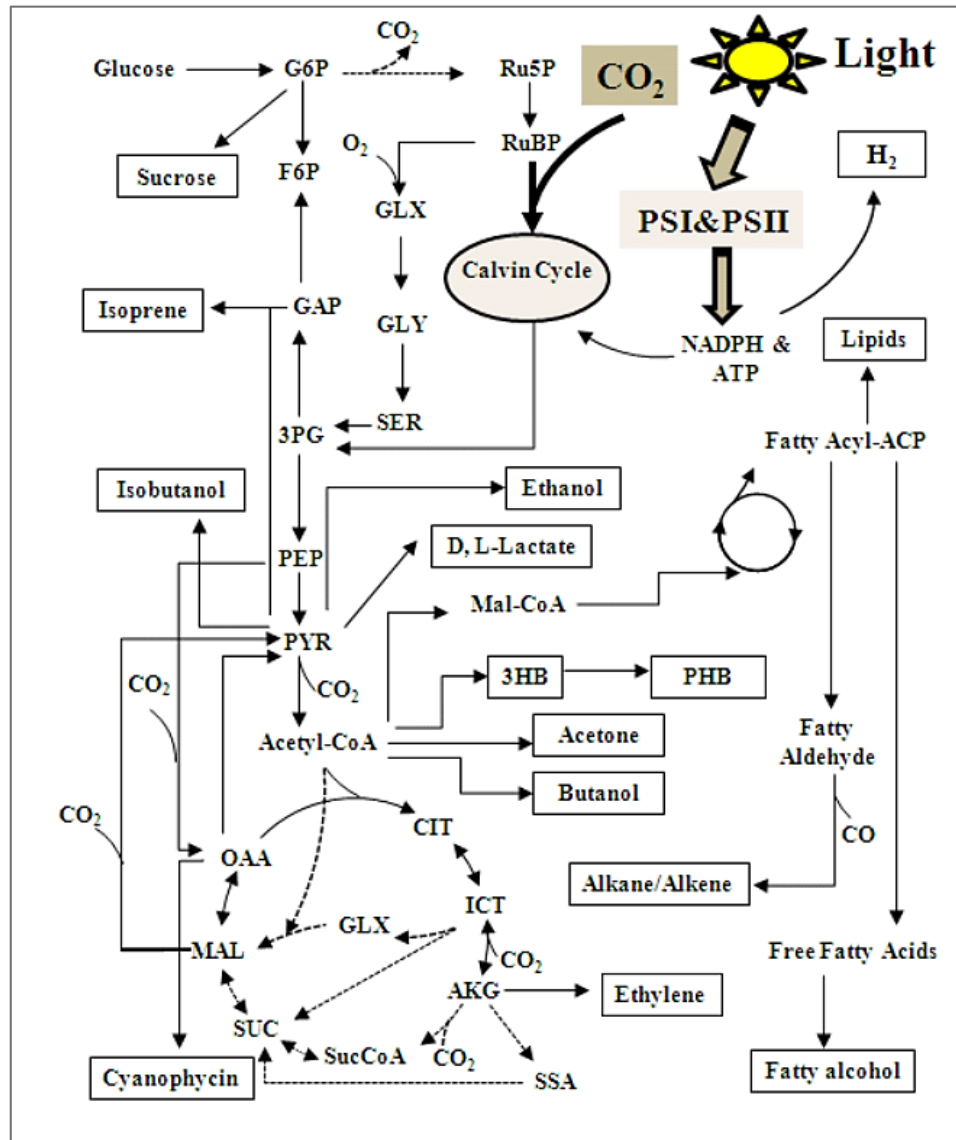 CO2
Light
Glucose
G6P
Ru5P
CO2
O2
RuBP
H2
Sucrose
F6P
GLX
PSI&PSII
Calvin Cycle
Isoprene
GAP
GLY
NADPH &
ATP
Lipids
3PG
SER
Fatty Acyl-ACP
Isobutanol
Ethanol
D, L-Lactate
PEP
Mal-CoA
PYR
CO2
CO2
3HB
PHB
Acetyl-CoA
Acetone
Fatty
Aldehyde
Butanol
CO2
CIT
CO
OAA
Alkane/Alkene
ICT
GLX
MAL
CO2
Free Fatty Acids
AKG
Ethylene
SUC
SucCoA
CO2
SSA
Cyanophycin
Fatty alcohol